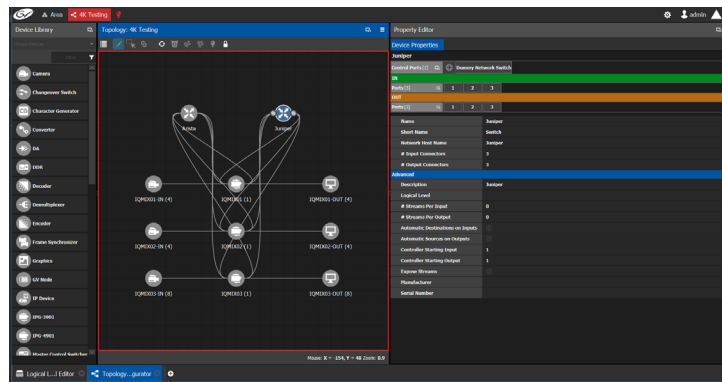 GV
Area
4K Testing
admin
Device Library
Topology: 4K Testing
Property Editor
Filter
Camera
Changeover Switch
CG
Character Generator
Converter
DA
DDR
Decoder
Demultiplexer
Encoder
Frame Synchronizer
Graphics
GV Node
IP Device
IPG-3901
IPG-4901
Master Control Switcher
Arista
Juniper
IQMIX01-IN (4)
IQMIX01 (1)
IQMIX01-OUT (4)
IQMIX02-IN (4)
IQMIX02 (1)
IQMIX02-OUT (4)
IQMIX03-IN (8)
IQMIX03 (1)
IQMIX03-OUT (8)
Mouse: X = -154, Y = 48 Zoom: 0.9
Device Properties
Juniper
Control Ports [1]
Dummy Network Switch
IN
Ports [3] 1 2 3
OUT
Ports [3] 1 2 3
Name Juniper
Short Name Switch
Network Host Name Juniper
# Input Connectors 3
# Output Connectors 3
Advanced
Description Juniper
Logical Level
# Streams Per Input 0
# Streams Per Output 0
Automatic Destinations on Inputs
Automatic Sources on Outputs
Controller Starting Input 1
Controller Starting Output 1
Expose Streams
Manufacturer
Serial Number
Logical L...l Editor
Topology...gurator